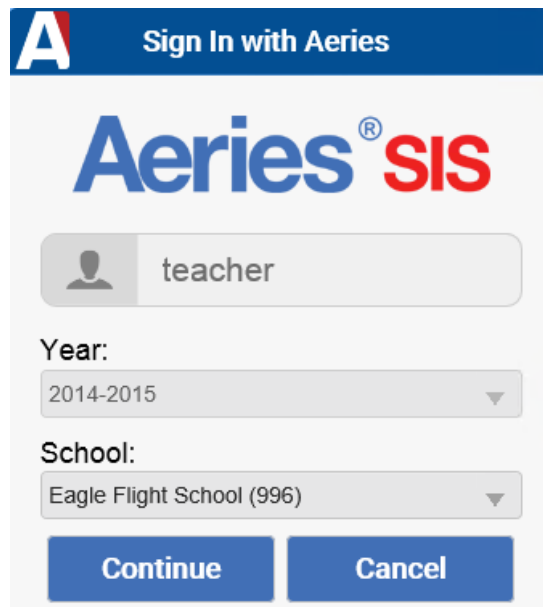 A Sign In with Aeries
Aeries® SIS
teacher
Year:
2014-2015
School:
Eagle Flight School (996)
Continue Cancel